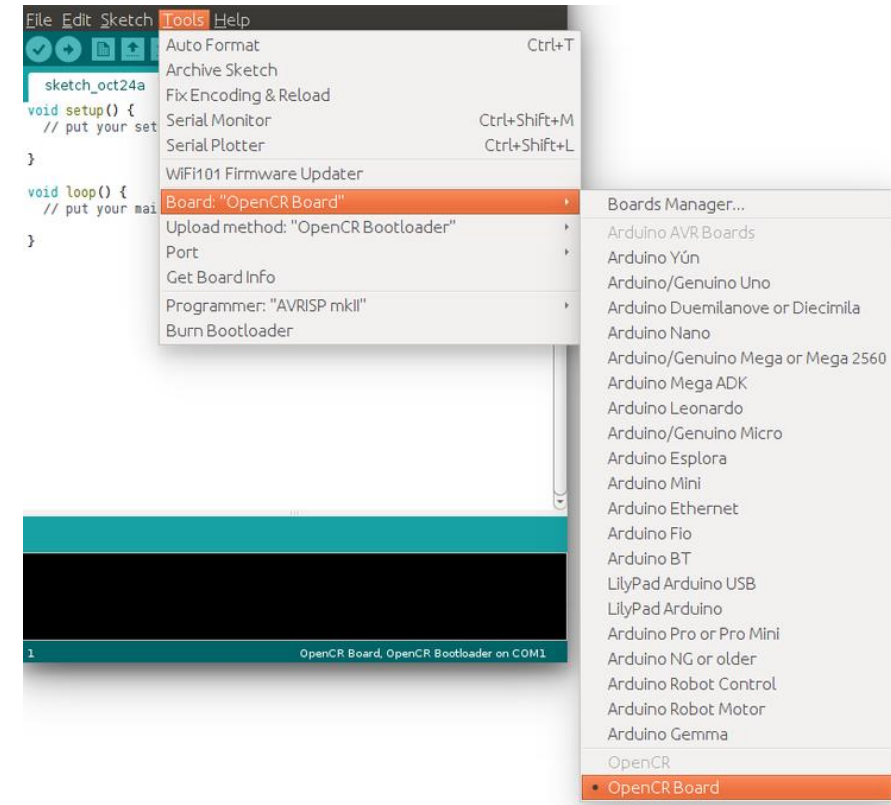 File Edit Sketch Tools Help
sketch_oct24a
void setup() {
// put your set
}
void loop() {
// put your mai
}
Auto Format Ctrl+T
Archive Sketch
Fix Encoding & Reload
Serial Monitor Ctrl+Shift+M
Serial Plotter Ctrl+Shift+L
WiFi101 Firmware Updater
Board: "OpenCR Board"
Upload method: "OpenCR Bootloader"
Port
Get Board Info
Programmer: "AVRISP mkII"
Burn Bootloader
Boards Manager...
Arduino AVR Boards
Arduino Yún
Arduino/Genuino Uno
Arduino Duemilanove or Diecimila
Arduino Nano
Arduino/Genuino Mega or Mega 2560
Arduino Mega ADK
Arduino Leonardo
Arduino/Genuino Micro
Arduino Esplora
Arduino Mini
Arduino Ethernet
Arduino Fio
Arduino BT
LilyPad Arduino USB
LilyPad Arduino
Arduino Pro or Pro Mini
Arduino NG or older
Arduino Robot Control
Arduino Robot Motor
Arduino Gemma
OpenCR
OpenCR Board
1 OpenCR Board, OpenCR Bootloader on COM1